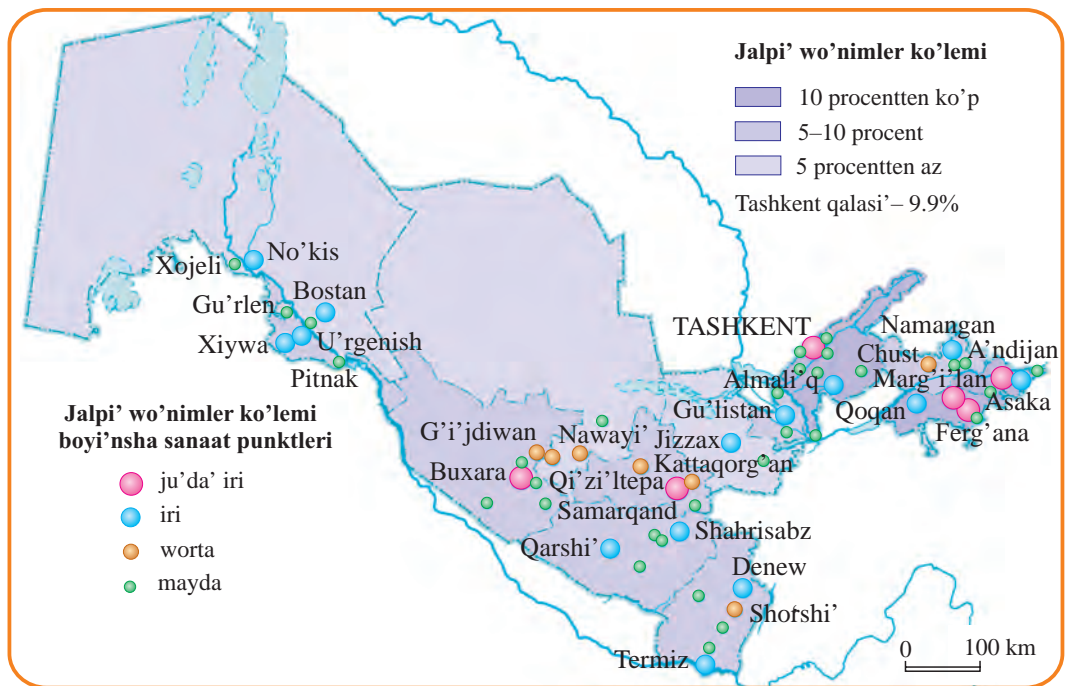 Jalpi' wo'nimler ko'lemi
10 procentten ko'p
5–10 procent
5 procentten az
Tashkent qalasi'– 9.9%
Xojeli
No'kis
Gu'rlen
Bostan
Xiywa
U'rgenish
Pitnak
TASHKENT
Namangan
Chust
A'ndijan
Almali'q
Marg'i'lan
Gu'listan
Qoqan
Asaka
Ferg'ana
G'i'jdiwan
Nawayi'
Jizzax
Buxara
Qi'zi'ltepa
Kattaqorg'an
Samarqand
Shahrisabz
Qarshi'
Denew
Shorshi'
Termiz
Jalpi' wo'nimler ko'lemi
boyi'nsha sanaat punktleri
ju'da' iri
iri
worta
mayda
0 100 km